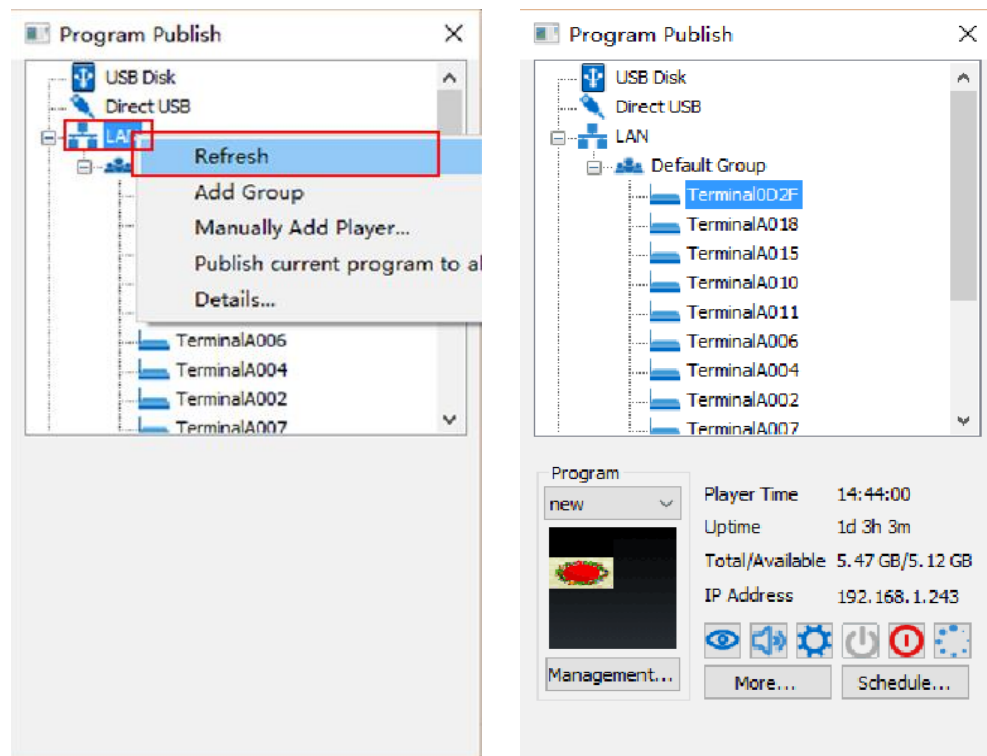 Program Publish
USB Disk
Direct USB
LAN
Refresh
Add Group
Manually Add Player...
Publish current program to al
Details...
TerminalA006
TerminalA004
TerminalA002
TerminalA007
Program Publish
USB Disk
Direct USB
LAN
Default Group
Terminal0D2F
TerminalA018
TerminalA015
TerminalA010
TerminalA011
TerminalA006
TerminalA004
TerminalA002
TerminalA007
Program
new
Management...
Player Time 14:44:00
Uptime 1d 3h 3m
Total/Available 5.47 GB/5.12 GB
IP Address 192.168.1.243
More... Schedule...